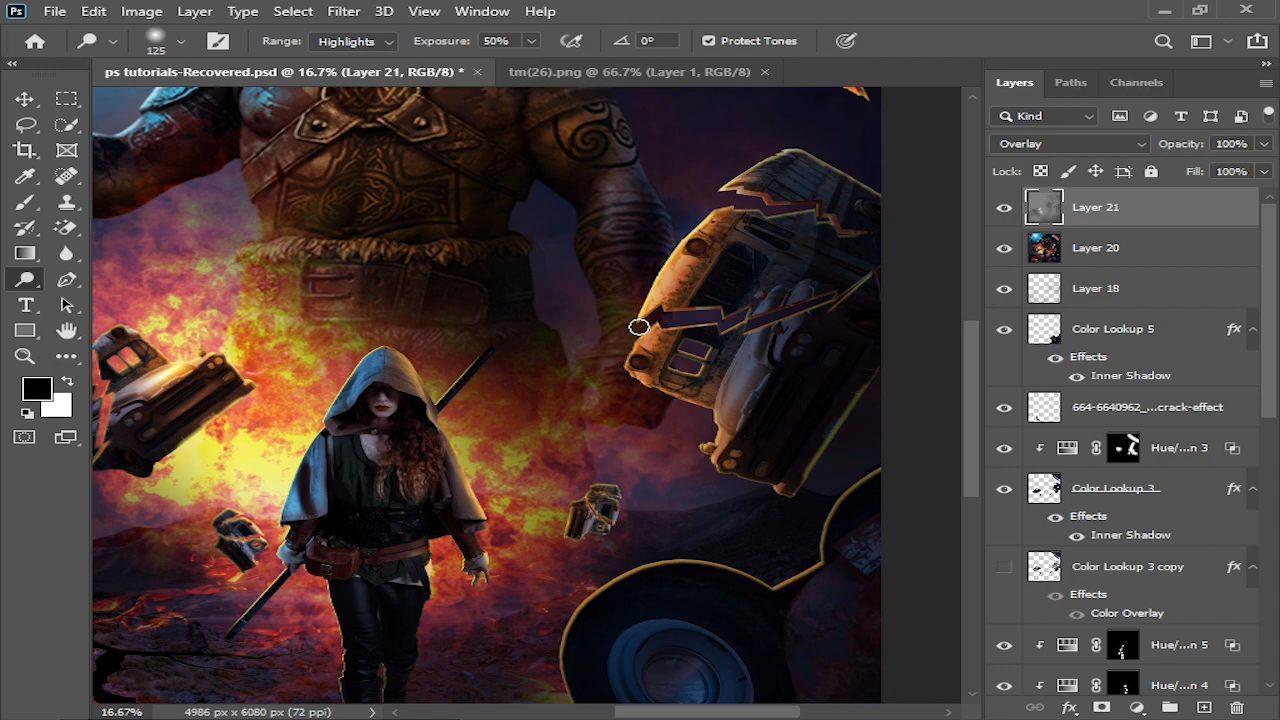 Ps File Edit Image Layer Type Select Filter 3D View Window Help
125 Range: Highlights Exposure: 50% 0° Protect Tones
ps tutorials-Recovered.psd @ 16.7% (Layer 21, RGB/8) * × tm(26).png @ 66.7% (Layer 1, RGB/8) ×
Layers Paths Channels
Kind
Overlay Opacity: 100%
Lock: Fill: 100%
Layer 21
Layer 20
Layer 18
Color Lookup 5 fx
Effects
Inner Shadow
664-6640962_...crack-effect
Hue/...n 3
Color Lookup 3 fx
Effects
Inner Shadow
Color Lookup 3 copy fx
Effects
Color Overlay
Hue/...n 5
Hue/...n 4
16.67% 4986 px x 6080 px (72 ppi)
fx